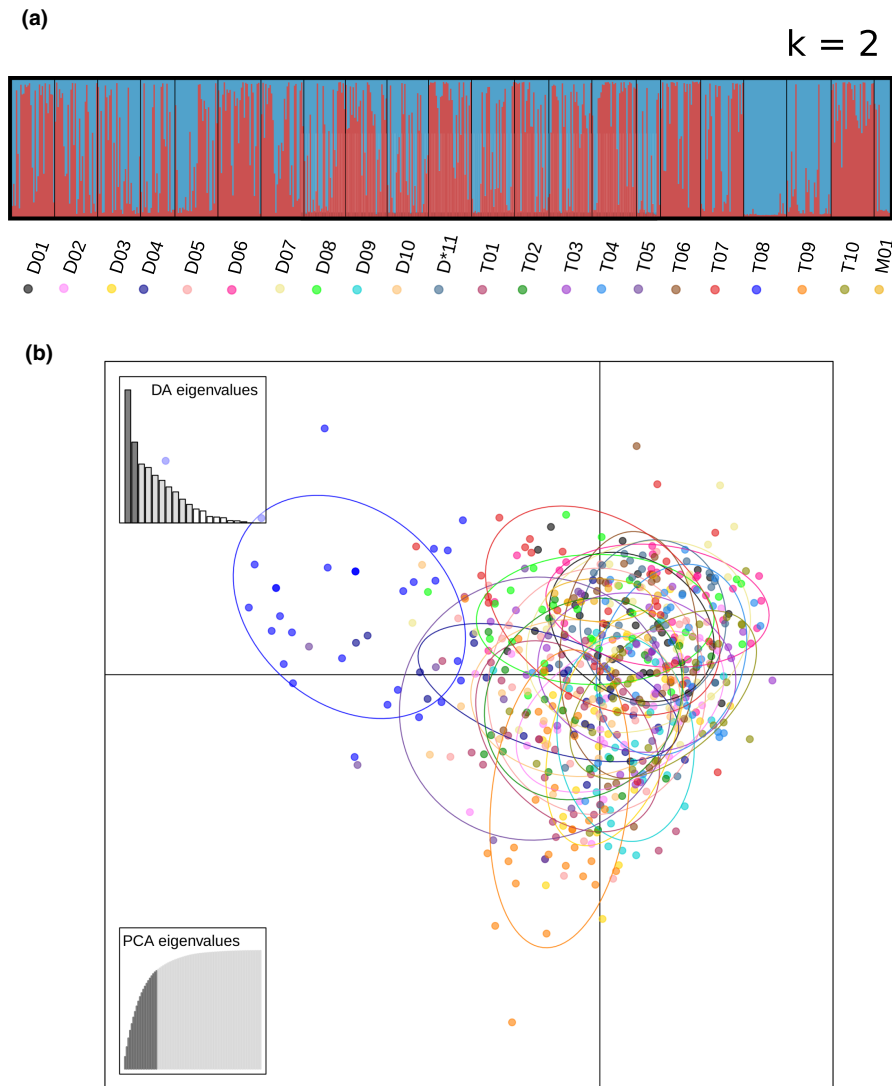 (a)
k = 2
D01 D02 D03 D04 D05 D06 D07 D08 D09 D10 D*11 T01 T02 T03 T04 T05 T06 T07 T08 T09 T10 M01
(b)
DA eigenvalues
PCA eigenvalues